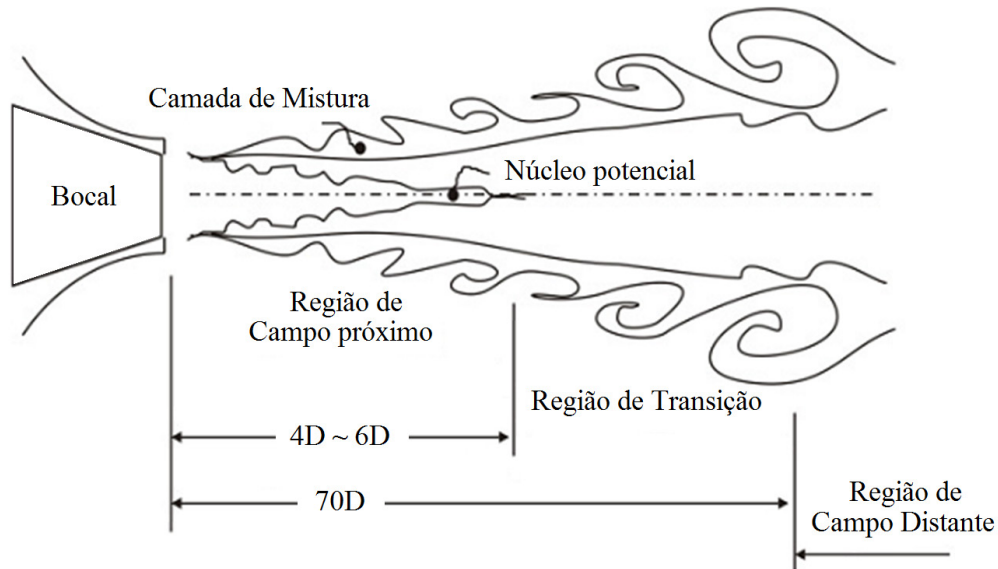 Camada de Mistura
Núcleo potencial
Bocal
Região de
Campo próximo
Região de Transição
4D ~ 6D
70D
Região de
Campo Distante